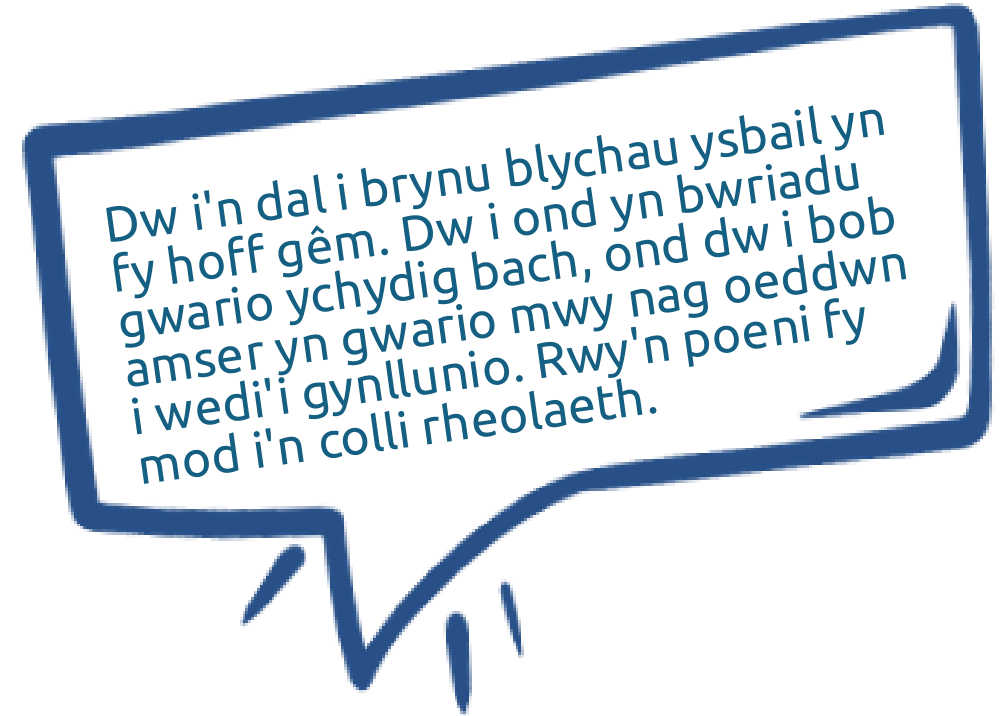 Dw i'n dal i brynu blychau ysbail yn
fy hoff gêm. Dw i ond yn bwriadu
gwario ychydig bach, ond dw i bob
amser yn gwario mwy nag oeddwn
i wedi'i gynllunio. Rwy'n poeni fy
mod i'n colli rheolaeth.